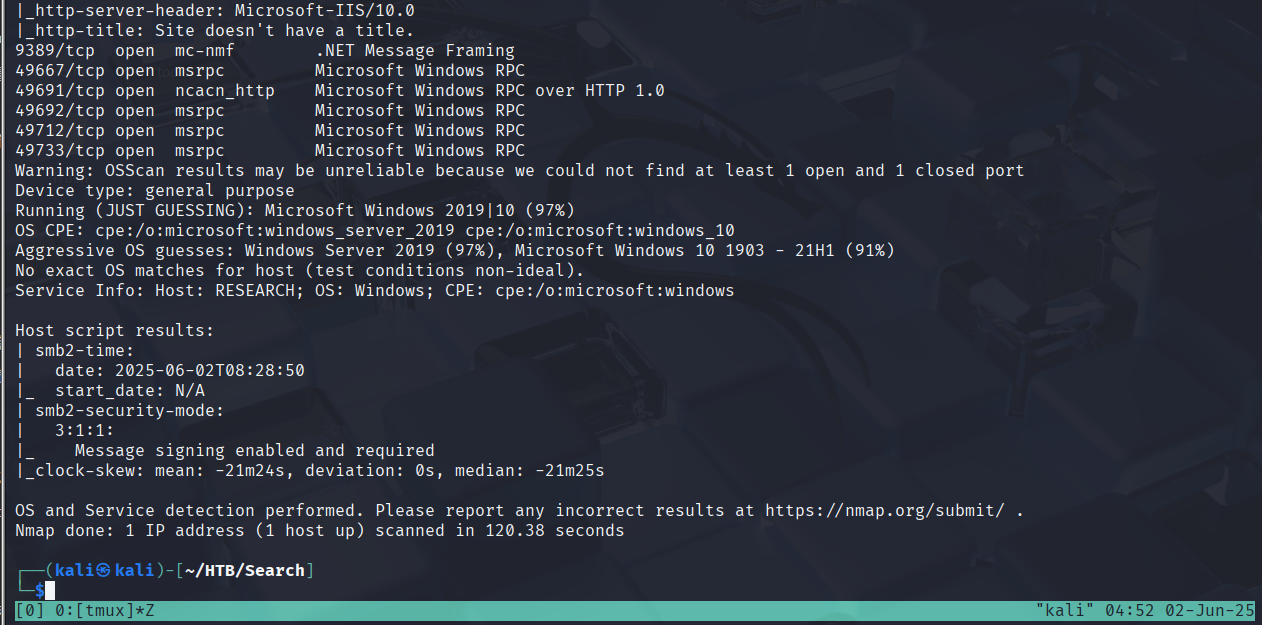 |_http-server-header: Microsoft-IIS/10.0
|_http-title: Site doesn't have a title.
9389/tcp  open  mc-nmf        .NET Message Framing
49667/tcp open  msrpc         Microsoft Windows RPC
49691/tcp open  ncacn_http    Microsoft Windows RPC over HTTP 1.0
49692/tcp open  msrpc         Microsoft Windows RPC
49712/tcp open  msrpc         Microsoft Windows RPC
49733/tcp open  msrpc         Microsoft Windows RPC
Warning: OSScan results may be unreliable because we could not find at least 1 open and 1 closed port
Device type: general purpose
Running (JUST GUESSING): Microsoft Windows 2019|10 (97%)
OS CPE: cpe:/o:microsoft:windows_server_2019 cpe:/o:microsoft:windows_10
Aggressive OS guesses: Windows Server 2019 (97%), Microsoft Windows 10 1903 - 21H1 (91%)
No exact OS matches for host (test conditions non-ideal).
Service Info: Host: RESEARCH; OS: Windows; CPE: cpe:/o:microsoft:windows

Host script results:
| smb2-time:
|   date: 2025-06-02T08:28:50
|_  start_date: N/A
| smb2-security-mode:
|   3:1:1:
|_    Message signing enabled and required
|_clock-skew: mean: -21m24s, deviation: 0s, median: -21m25s

OS and Service detection performed. Please report any incorrect results at https://nmap.org/submit/ .
Nmap done: 1 IP address (1 host up) scanned in 120.38 seconds

┌──(kali㉿kali)-[~/HTB/Search]
└─$
[0] 0:[tmux]*Z "kali" 04:52 02-Jun-25